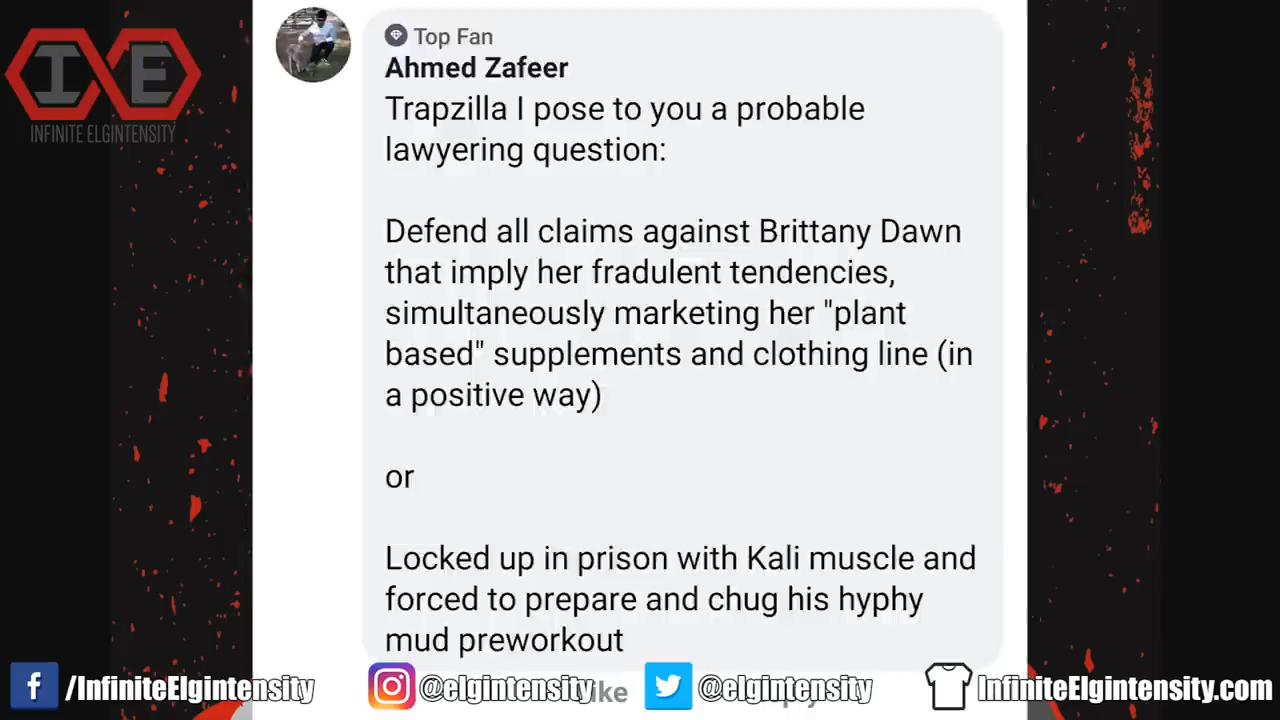 IE
INFINITE ELGINTENSITY
Top Fan
Ahmed Zafeer
Trapzilla I pose to you a probable
lawyering question:
Defend all claims against Brittany Dawn
that imply her fradulent tendencies,
simultaneously marketing her "plant
based" supplements and clothing line (in
a positive way)
or
Locked up in prison with Kali muscle and
forced to prepare and chug his hyphy
mud preworkout
f /InfiniteElgintensity @elgintensity @elgintensity InfiniteElgintensity.com